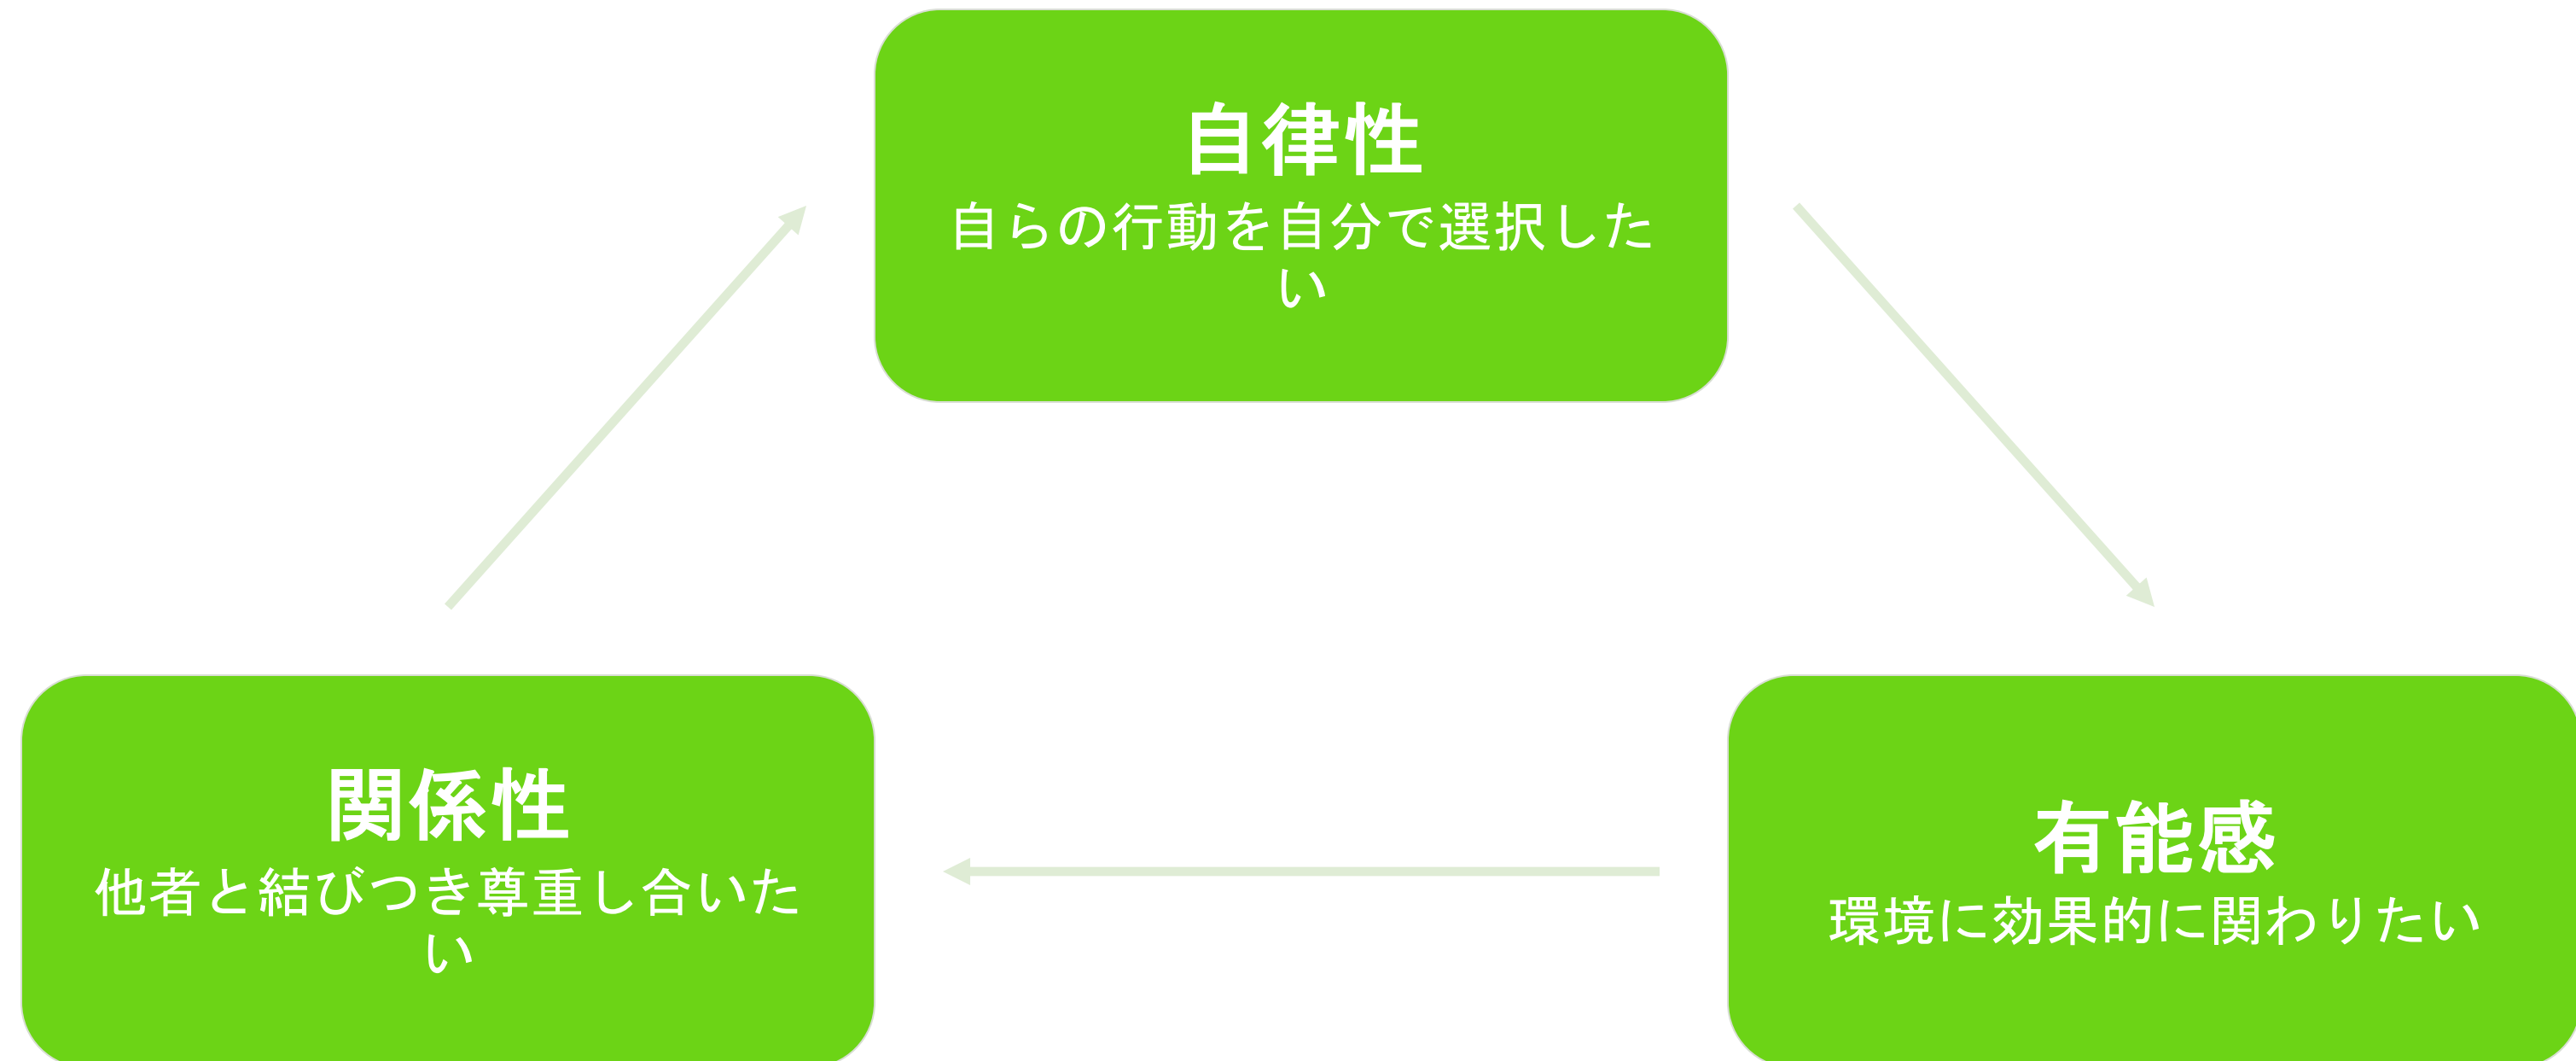 自律性
自らの行動を自分で選択した
い
関係性
他者と結びつき尊重し合いた
い
有能感
環境に効果的に関わりたい